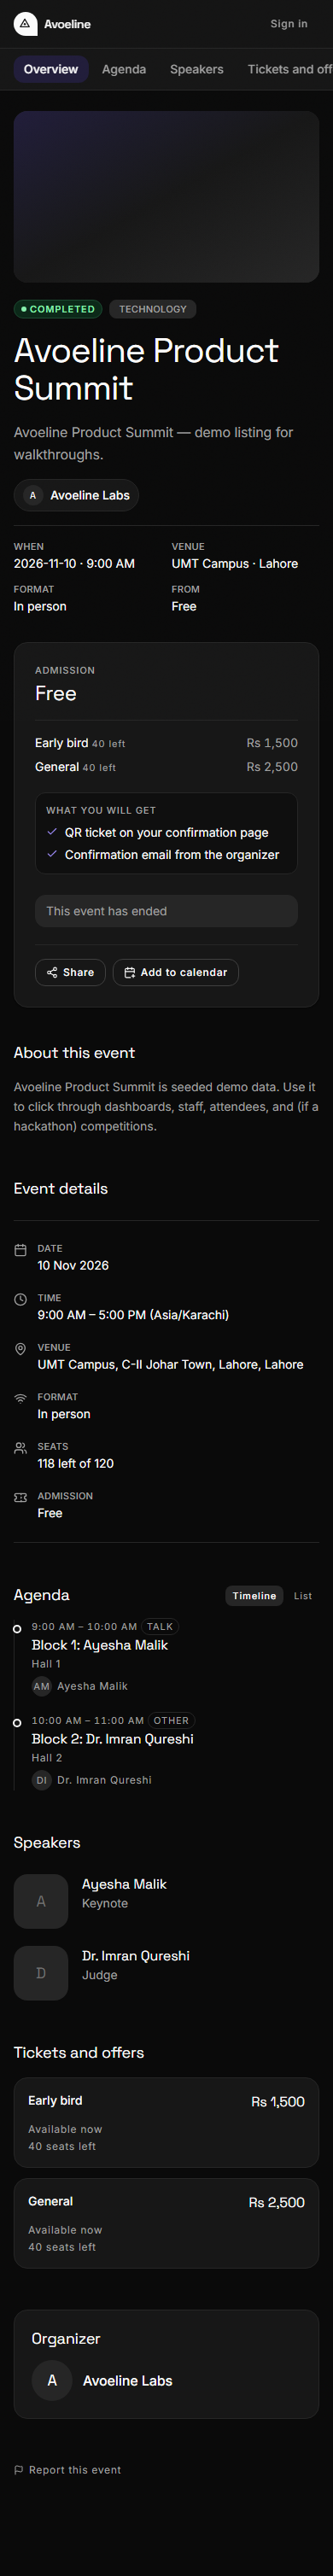 Avoeline
Sign in
Overview Agenda Speakers Tickets and off
COMPLETED TECHNOLOGY
Avoeline Product
Summit
Avoeline Product Summit — demo listing for
walkthroughs.
A Avoeline Labs
WHEN
2026-11-10 · 9:00 AM
VENUE
UMT Campus · Lahore
FORMAT
In person
FROM
Free
ADMISSION
Free
Early bird 40 left Rs 1,500
General 40 left Rs 2,500
WHAT YOU WILL GET
QR ticket on your confirmation page
Confirmation email from the organizer
This event has ended
Share Add to calendar
About this event
Avoeline Product Summit is seeded demo data. Use it
to click through dashboards, staff, attendees, and (if a
hackathon) competitions.
Event details
DATE
10 Nov 2026
TIME
9:00 AM – 5:00 PM (Asia/Karachi)
VENUE
UMT Campus, C-II Johar Town, Lahore, Lahore
FORMAT
In person
SEATS
118 left of 120
ADMISSION
Free
Agenda Timeline List
9:00 AM – 10:00 AM TALK
Block 1: Ayesha Malik
Hall 1
AM Ayesha Malik
10:00 AM – 11:00 AM OTHER
Block 2: Dr. Imran Qureshi
Hall 2
DI Dr. Imran Qureshi
Speakers
A
Ayesha Malik
Keynote
D
Dr. Imran Qureshi
Judge
Tickets and offers
Early bird Rs 1,500
Available now
40 seats left
General Rs 2,500
Available now
40 seats left
Organizer
A Avoeline Labs
Report this event